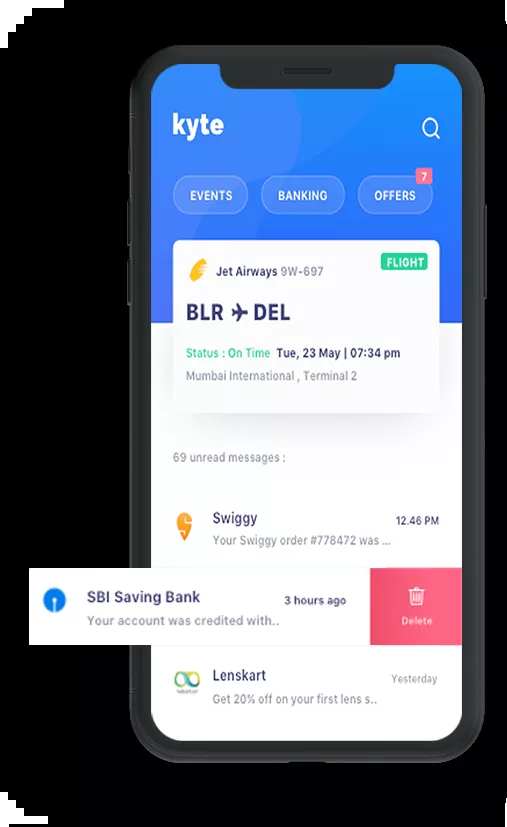 kyte
EVENTS BANKING OFFERS 7
Jet Airways 9W-697 FLIGHT
BLR ✈ DEL
Status : On Time Tue, 23 May | 07:34 pm
Mumbai International , Terminal 2
69 unread messages :
Swiggy 12.46 PM
Your Swiggy order #778472 was ...
SBI Saving Bank 3 hours ago
Your account was credited with..
Delete
Lenskart Yesterday
Get 20% off on your first lens s..